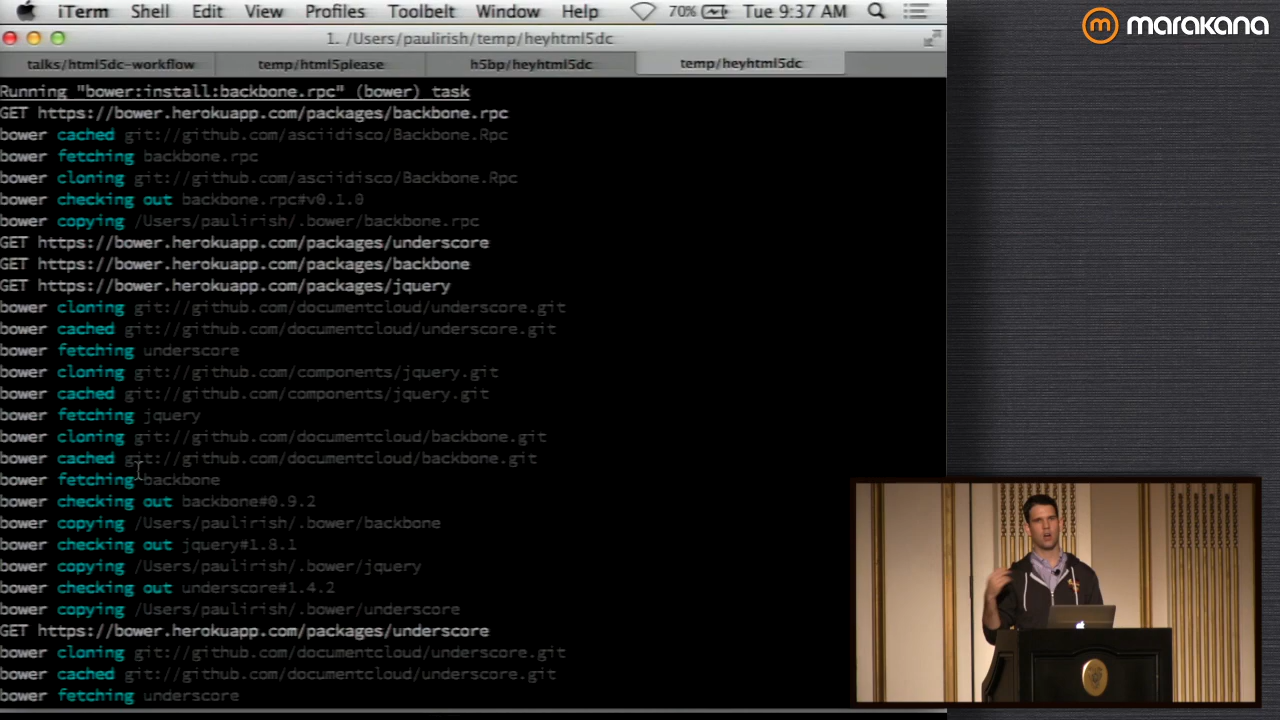 iTerm Shell Edit View Profiles Toolbelt Window Help 70% Tue 9:37 AM
marakana
1. /Users/paulirish/temp/heyhtml5dc
talks/html5dc-workflow temp/html5please h5bp/heyhtml5dc temp/heyhtml5dc
Running "bower:install:backbone.rpc" (bower) task
GET https://bower.herokuapp.com/packages/backbone.rpc
bower cached git://github.com/asciidisco/Backbone.Rpc
bower fetching backbone.rpc
bower cloning git://github.com/asciidisco/Backbone.Rpc
bower checking out backbone.rpc#v0.1.0
bower copying /Users/paulirish/.bower/backbone.rpc
GET https://bower.herokuapp.com/packages/underscore
GET https://bower.herokuapp.com/packages/backbone
GET https://bower.herokuapp.com/packages/jquery
bower cloning git://github.com/documentcloud/underscore.git
bower cached git://github.com/documentcloud/underscore.git
bower fetching underscore
bower cloning git://github.com/components/jquery.git
bower cached git://github.com/components/jquery.git
bower fetching jquery
bower cloning git://github.com/documentcloud/backbone.git
bower cached git://github.com/documentcloud/backbone.git
bower fetching backbone
bower checking out backbone#0.9.2
bower copying /Users/paulirish/.bower/backbone
bower checking out jquery#1.8.1
bower copying /Users/paulirish/.bower/jquery
bower checking out underscore#1.4.2
bower copying /Users/paulirish/.bower/underscore
GET https://bower.herokuapp.com/packages/underscore
bower cloning git://github.com/documentcloud/underscore.git
bower cached git://github.com/documentcloud/underscore.git
bower fetching underscore